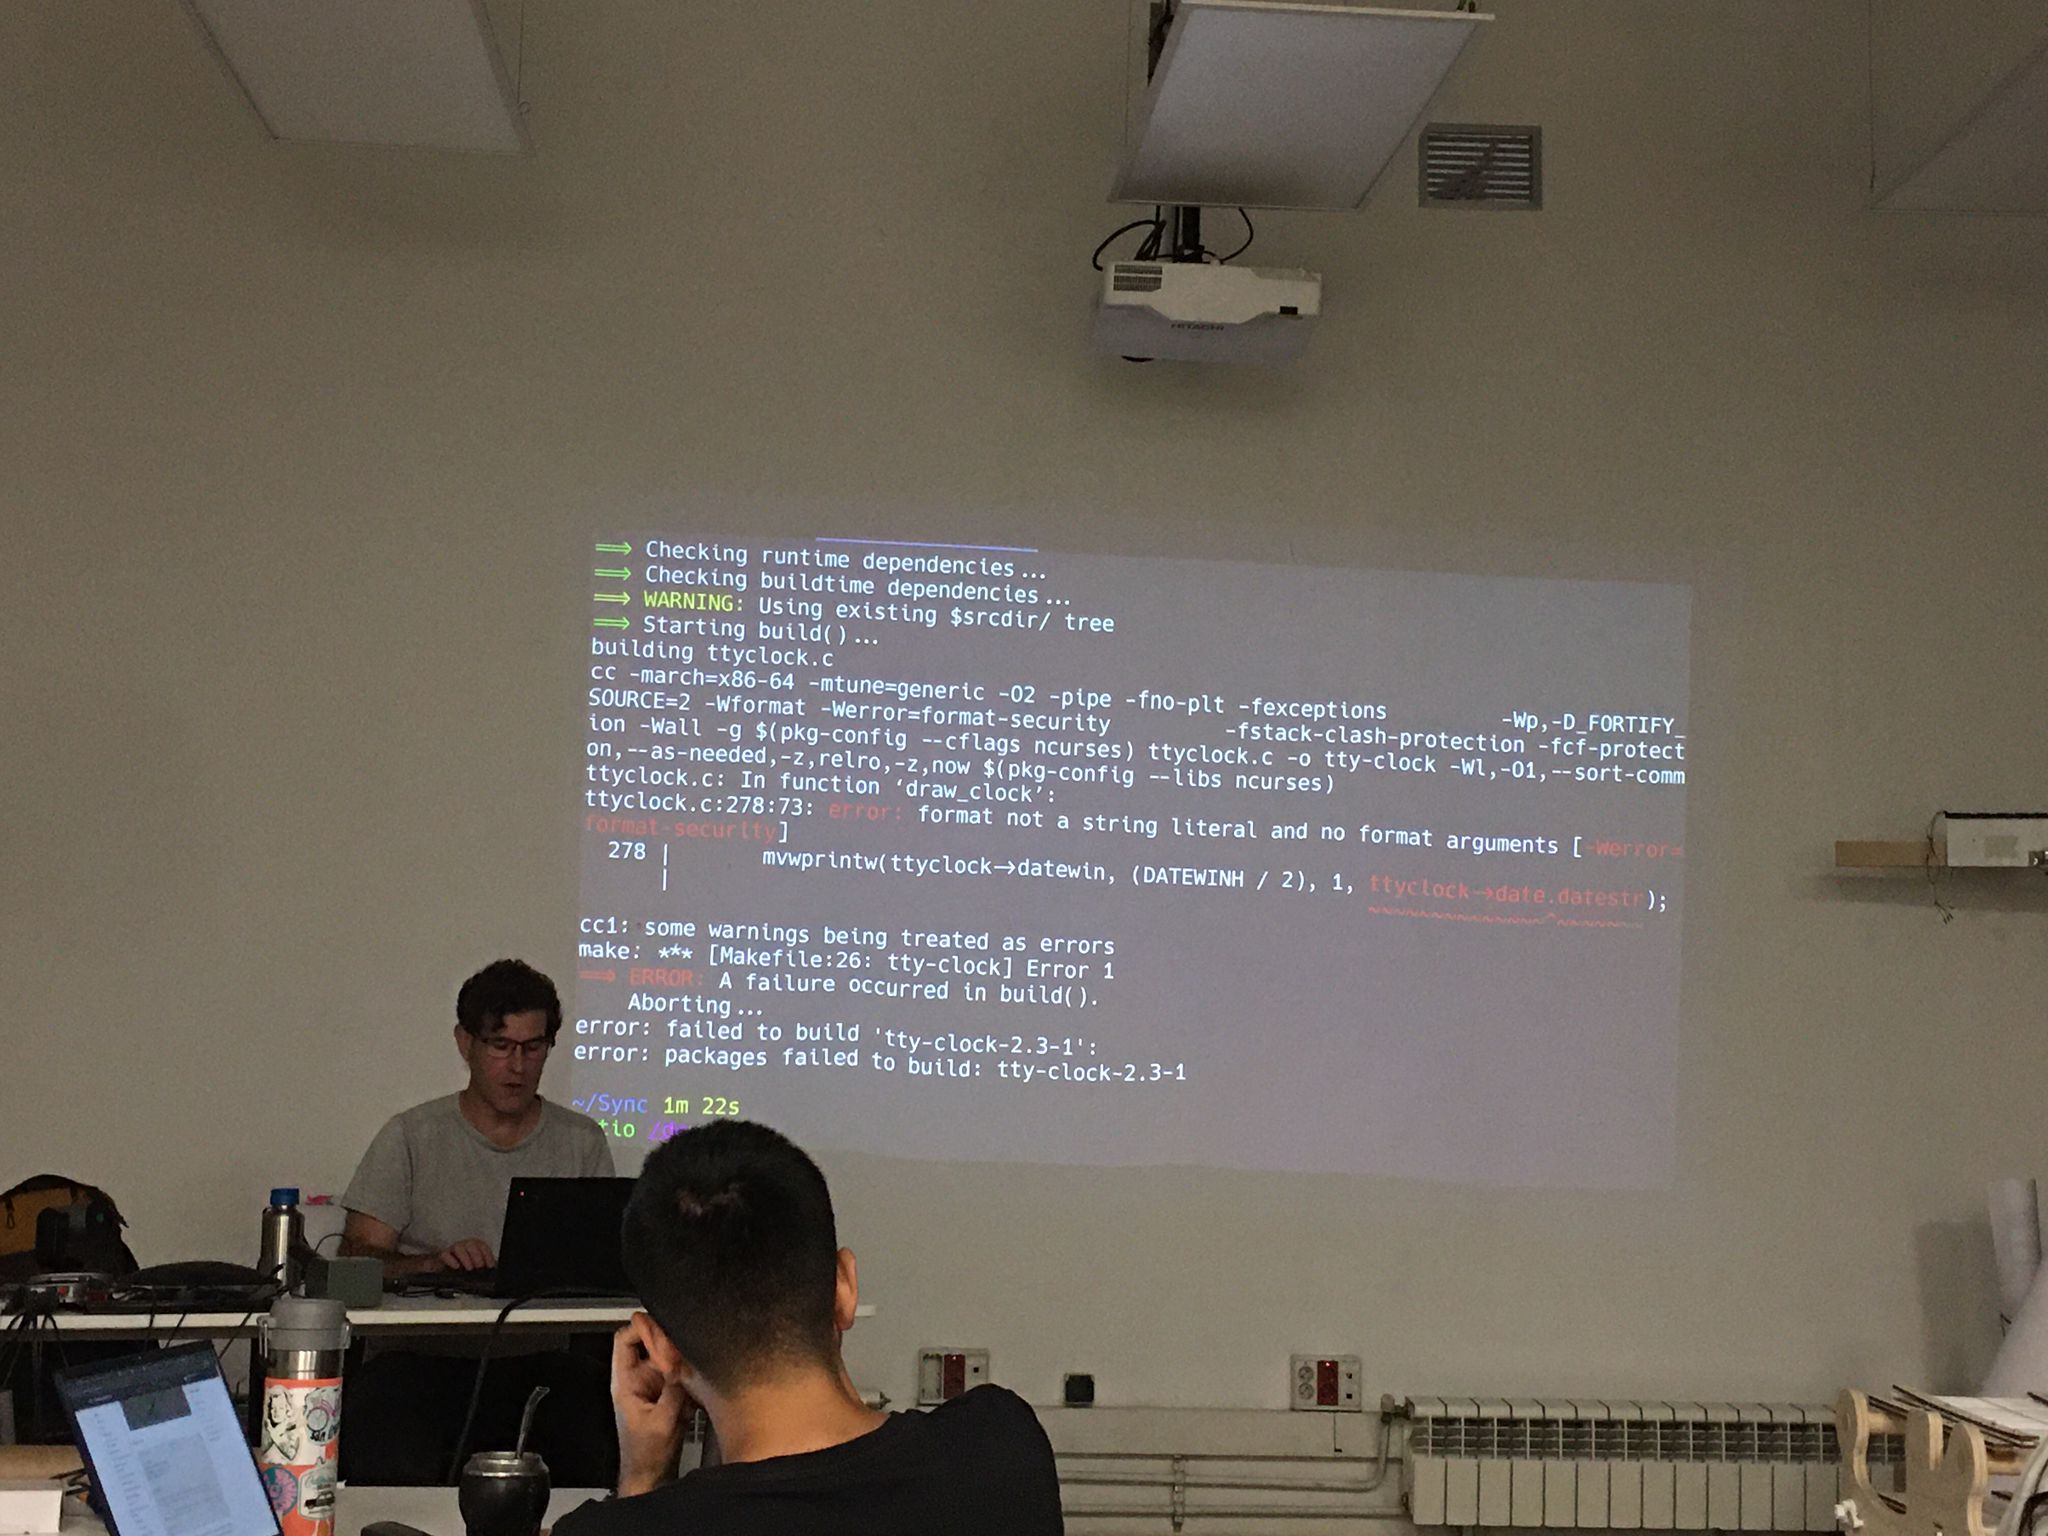 HITACHI
⟹ Checking runtime dependencies...
⟹ Checking buildtime dependencies...
⟹ WARNING: Using existing $srcdir/ tree
⟹ Starting build()...
building ttyclock.c
cc -march=x86-64 -mtune=generic -O2 -pipe -fno-plt -fexceptions         -Wp,-D_FORTIFY_
SOURCE=2 -Wformat -Werror=format-security         -fstack-clash-protection -fcf-protect
ion -Wall -g $(pkg-config --cflags ncurses) ttyclock.c -o tty-clock -Wl,-O1,--sort-comm
on,--as-needed,-z,relro,-z,now $(pkg-config --libs ncurses)
ttyclock.c: In function ‘draw_clock’:
ttyclock.c:278:73: error: format not a string literal and no format arguments [-Werror=
format-security]
278 |       mvwprintw(ttyclock->datewin, (DATEWINH / 2), 1, ttyclock->date.datestr);
|       ~~~~~~~~~~~~~~^~~~~~~~
cc1: some warnings being treated as errors
make: *** [Makefile:26: tty-clock] Error 1
⟹ ERROR: A failure occurred in build().
Aborting...
error: failed to build 'tty-clock-2.3-1':
error: packages failed to build: tty-clock-2.3-1
~/Sync 1m 22s
tio /d